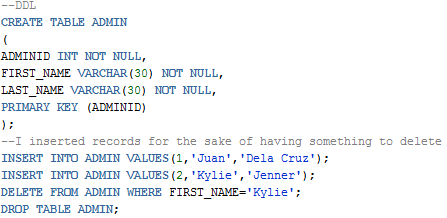 --DDL
CREATE TABLE ADMIN
(
ADMINID INT NOT NULL,
FIRST_NAME VARCHAR(30) NOT NULL,
LAST_NAME VARCHAR(30) NOT NULL,
PRIMARY KEY (ADMINID)
);
--I inserted records for the sake of having something to delete
INSERT INTO ADMIN VALUES(1,'Juan','Dela Cruz');
INSERT INTO ADMIN VALUES(2,'Kylie','Jenner');
DELETE FROM ADMIN WHERE FIRST_NAME='Kylie';
DROP TABLE ADMIN;